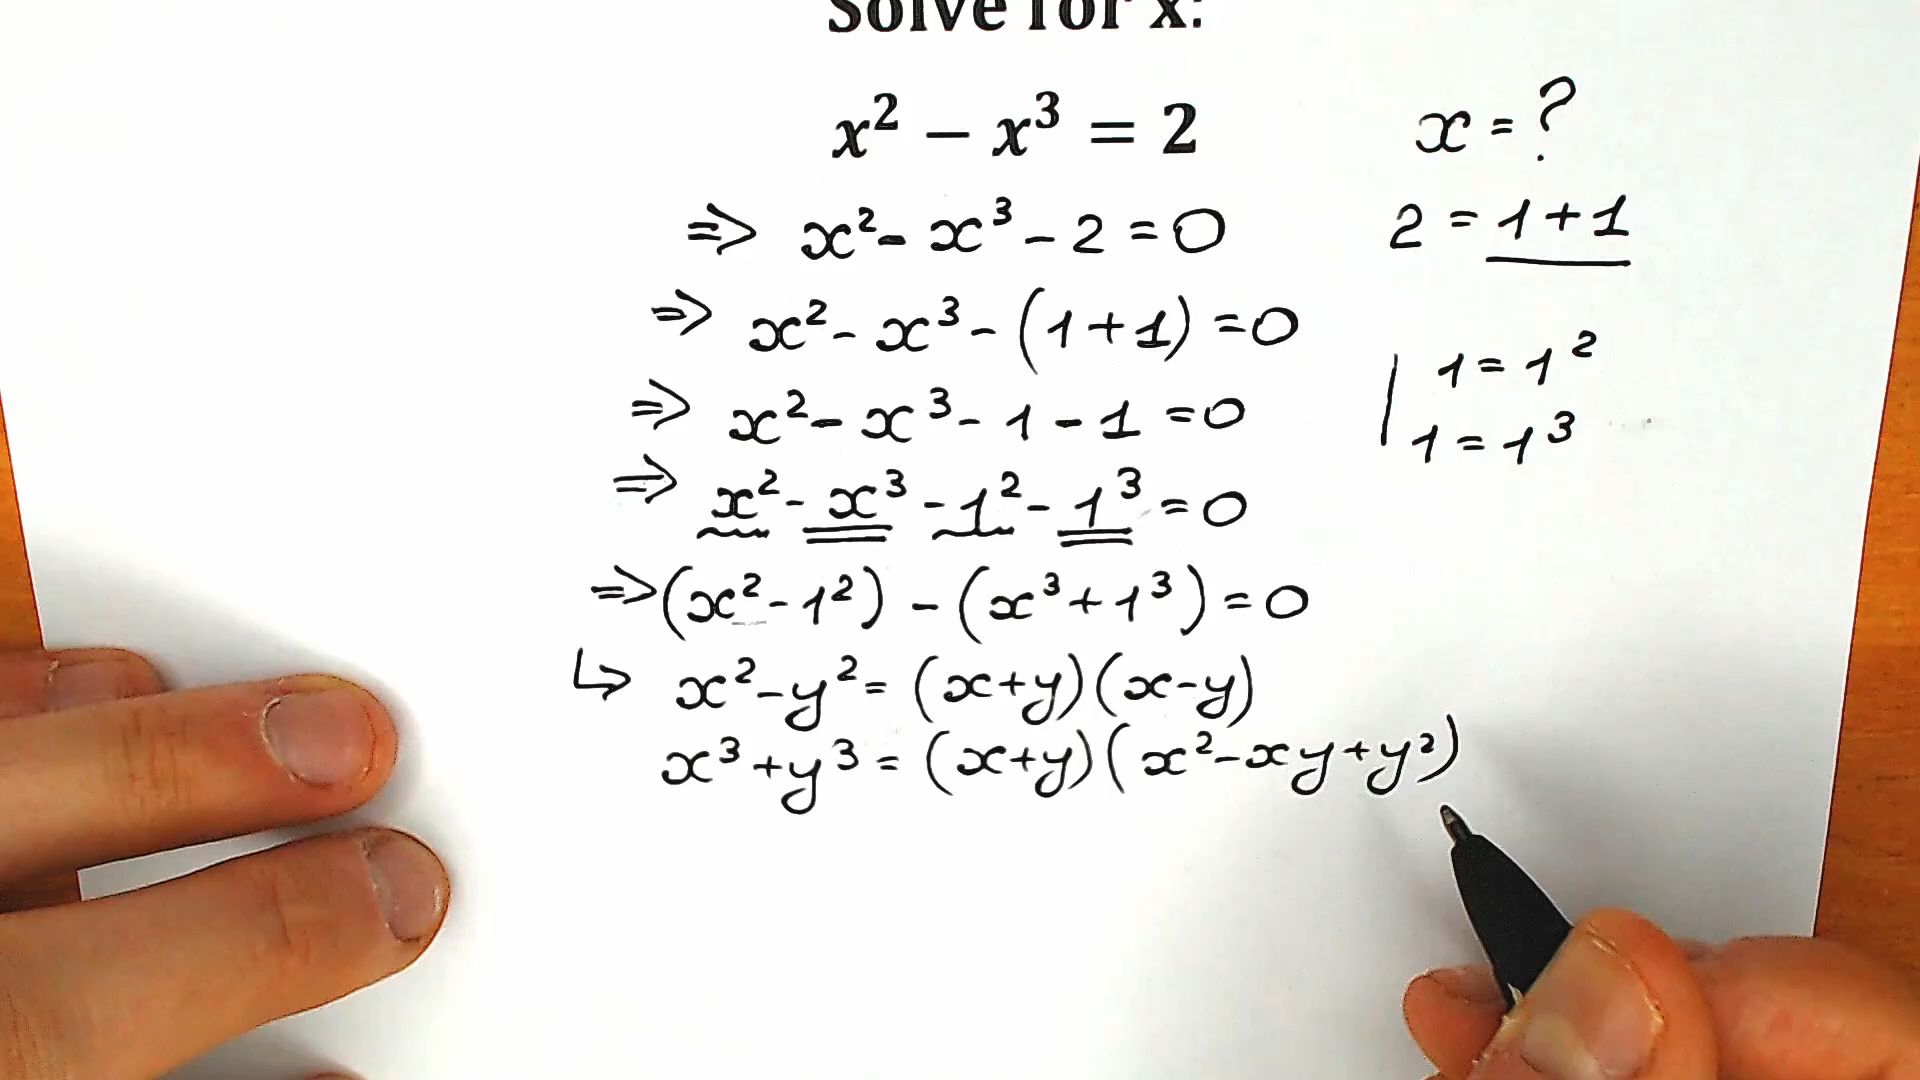 Solve for x:
x² − x³ = 2
x = ?
⇒ x² - x³ - 2 = 0
2 = 1 + 1
⇒ x² - x³ - (1 + 1) = 0
1 = 1²
⇒ x² - x³ - 1 - 1 = 0
1 = 1³
⇒ x² - x³ - 1² - 1³ = 0
⇒ (x² - 1²) - (x³ + 1³) = 0
↳ x² - y² = (x+y)(x-y)
x³ + y³ = (x+y)(x² - xy + y²)